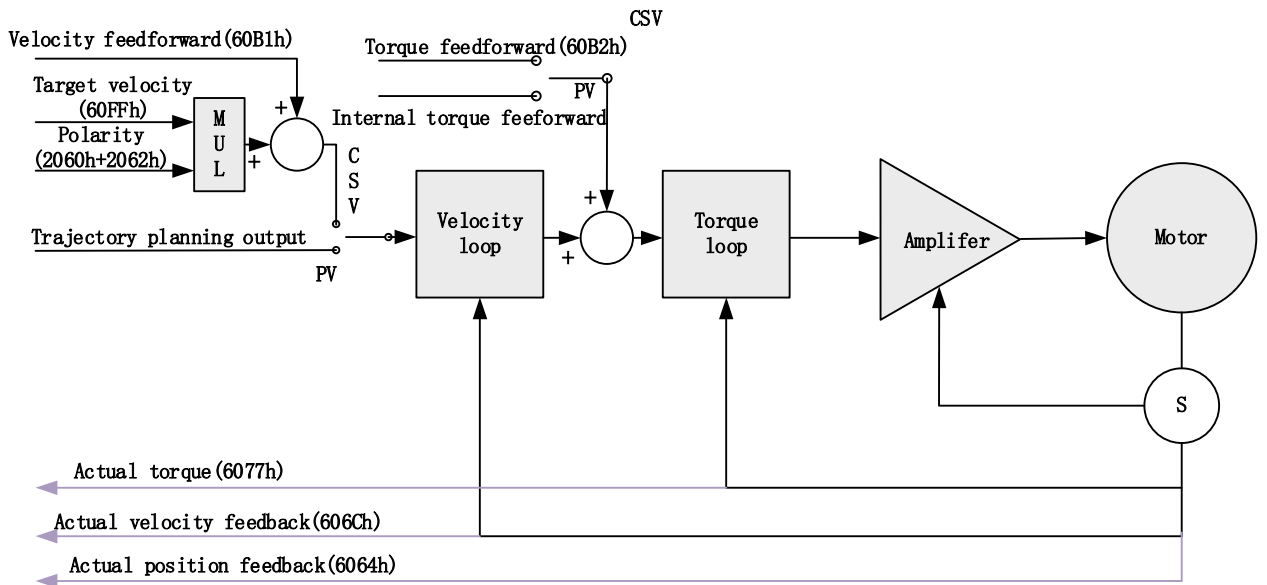 CSV
Velocity feedforward(60B1h)
Torque feedforward(60B2h)
Target velocity
(60FFh)
PV
Internal torque feeforward
Polarity
(2060h+2062h)
+
M
U
L
+
C
S
V
+
Trajectory planning output
PV
Velocity
loop
+
Torque
loop
Amplifer
Motor
S
Actual torque(6077h)
Actual velocity feedback(606Ch)
Actual position feedback(6064h)